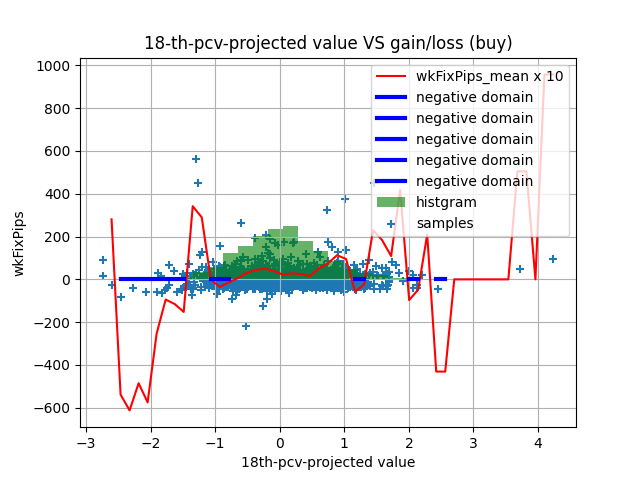 18-th-pcv-projected value VS gain/loss (buy)
wkFixPips
1000
800
600
400
200
0
−200
−400
−600
wkFixPips_mean x 10
negative domain
negative domain
negative domain
negative domain
negative domain
histgram
samples
−3
−2
−1
0
1
2
3
4
18th-pcv-projected value